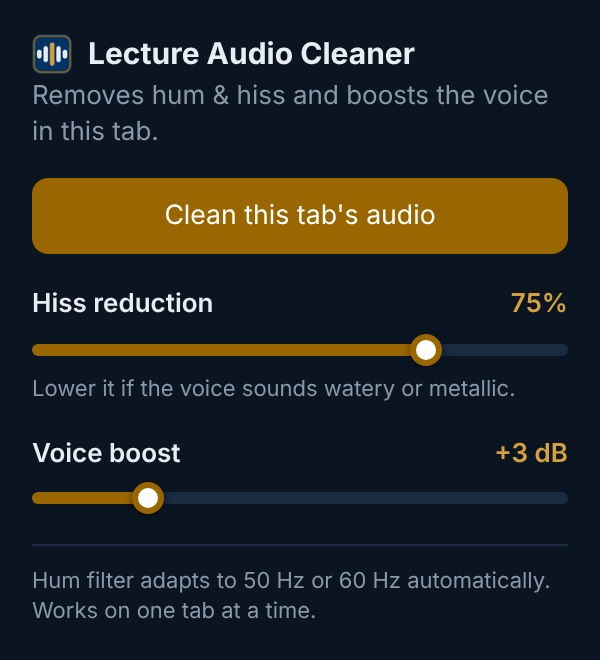 Lecture Audio Cleaner
Removes hum & hiss and boosts the voice
in this tab.
Clean this tab's audio
Hiss reduction 75%
Lower it if the voice sounds watery or metallic.
Voice boost +3 dB
Hum filter adapts to 50 Hz or 60 Hz automatically.
Works on one tab at a time.